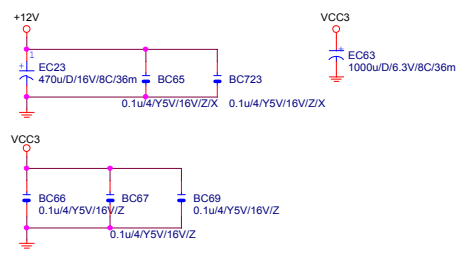 +12V
VCC3
1
+
EC23
470u/D/16V/8C/36m
BC65
BC723
+
EC63
1000u/D/6.3V/8C/36m
0.1u/4/Y5V/16V/Z/X
0.1u/4/Y5V/16V/Z/X
VCC3
BC66
0.1u/4/Y5V/16V/Z
BC67
BC69
0.1u/4/Y5V/16V/Z
0.1u/4/Y5V/16V/Z